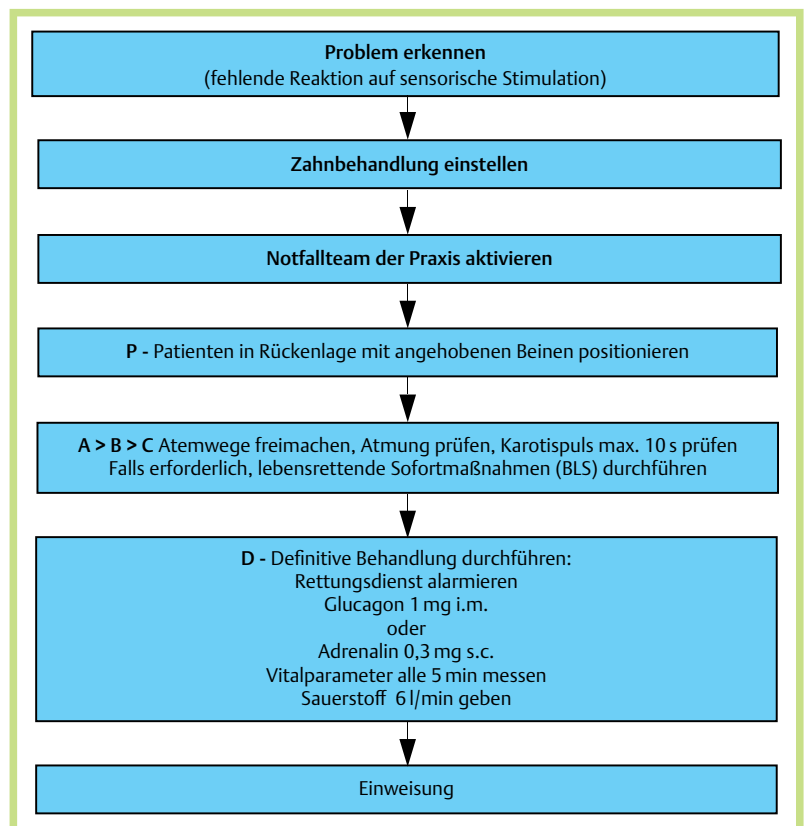 Problem erkennen
(fehlende Reaktion auf sensorische Stimulation)
Zahnbehandlung einstellen
Notfallteam der Praxis aktivieren
P - Patienten in Rückenlage mit angehobenen Beinen positionieren
A > B > C Atemwege freimachen, Atmung prüfen, Karotispuls max. 10 s prüfen
Falls erforderlich, lebensrettende Sofortmaßnahmen (BLS) durchführen
D - Definitive Behandlung durchführen:
Rettungsdienst alarmieren
Glucagon 1 mg i.m.
oder
Adrenalin 0,3 mg s.c.
Vitalparameter alle 5 min messen
Sauerstoff 6 l/min geben
Einweisung